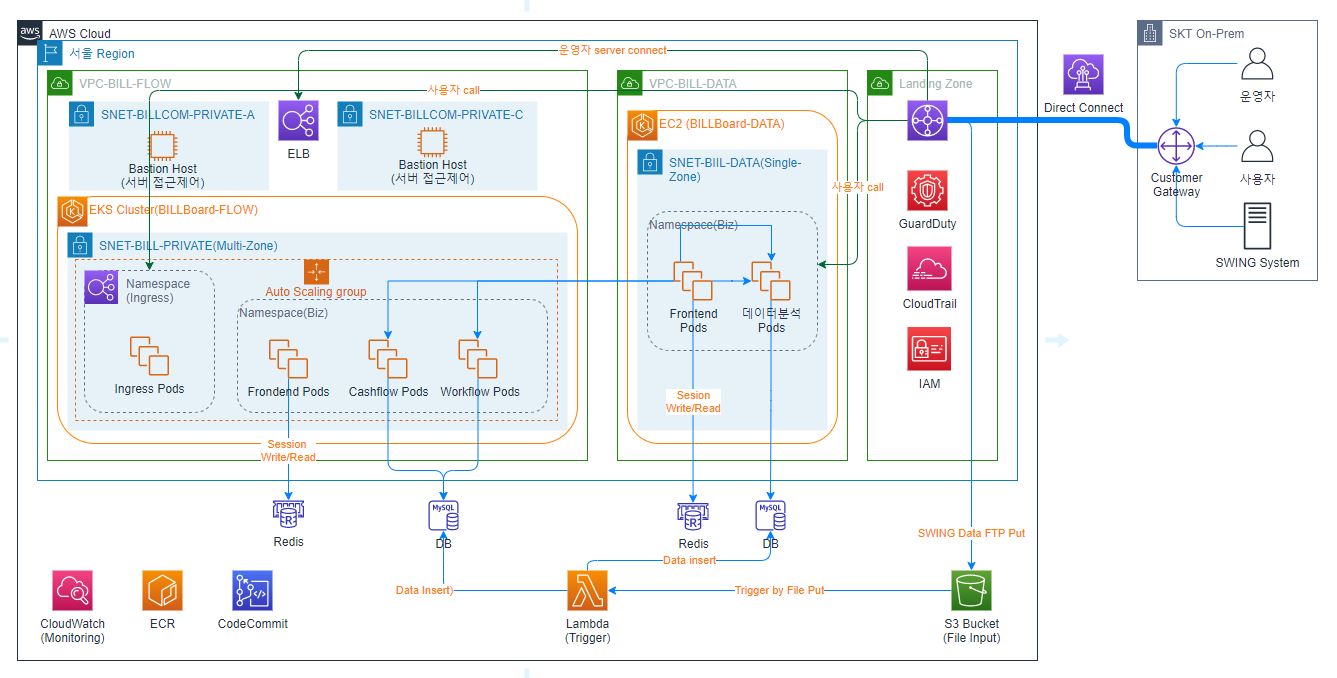 aws
AWS Cloud
서울 Region
운영자 server connect
SKT On-Prem
VPC-BILL-FLOW
사용자 call
VPC-BILL-DATA
Landing Zone
Direct Connect
운영자
SNET-BILLCOM-PRIVATE-A
Bastion Host
(서버 접근제어)
ELB
SNET-BILLCOM-PRIVATE-C
Bastion Host
(서버 접근제어)
EC2 (BILLBoard-DATA)
SNET-BIIL-DATA(Single-
Zone)
사용자 call
Customer
Gateway
사용자
SWING System
GuardDuty
CloudTrail
IAM
EKS Cluster(BILLBoard-FLOW)
SNET-BILL-PRIVATE(Multi-Zone)
Namespace
(Ingress)
Auto Scaling group
Namespace(Biz)
Ingress Pods
Frondend Pods
Cashflow Pods
Workflow Pods
Namespace(Biz)
Frontend
Pods
데이터분석
Pods
Session
Write/Read
Sesion
Write/Read
R
Redis
MySQL
DB
R
Redis
MySQL
DB
SWING Data FTP Put
Data insert
Data Insert)
Trigger by File Put
CloudWatch
(Monitoring)
ECR
CodeCommit
Lambda
(Trigger)
S3 Bucket
(File Input)